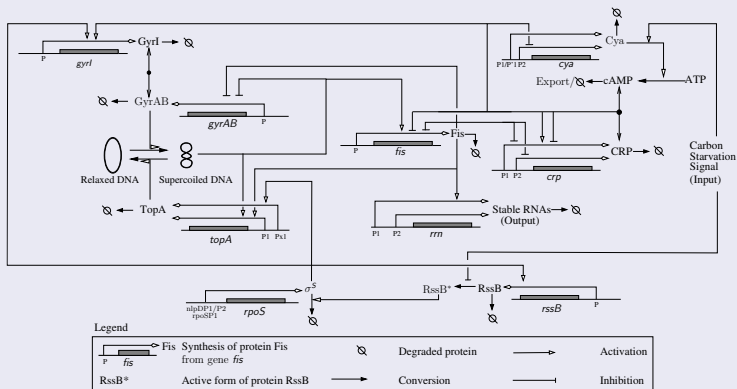 P
gyrI
GyrI
P1/P'1
P2
cya
Cya
Export/
cAMP
ATP
GyrAB
gyrAB
P
P
fis
Fis
P1
P2
crp
CRP
Carbon
Starvation
Signal
(Input)
Relaxed DNA
Supercoiled DNA
TopA
topA
P1
Px1
P1
P2
rrn
Stable RNAs
(Output)
nlpDP1/P2
rpoSP1
rpoS
σS
RssB*
RssB
rssB
P
Legend
P
fis
Fis
Synthesis of protein Fis
from gene fis
Degraded protein
Activation
RssB*
Active form of protein RssB
Conversion
Inhibition